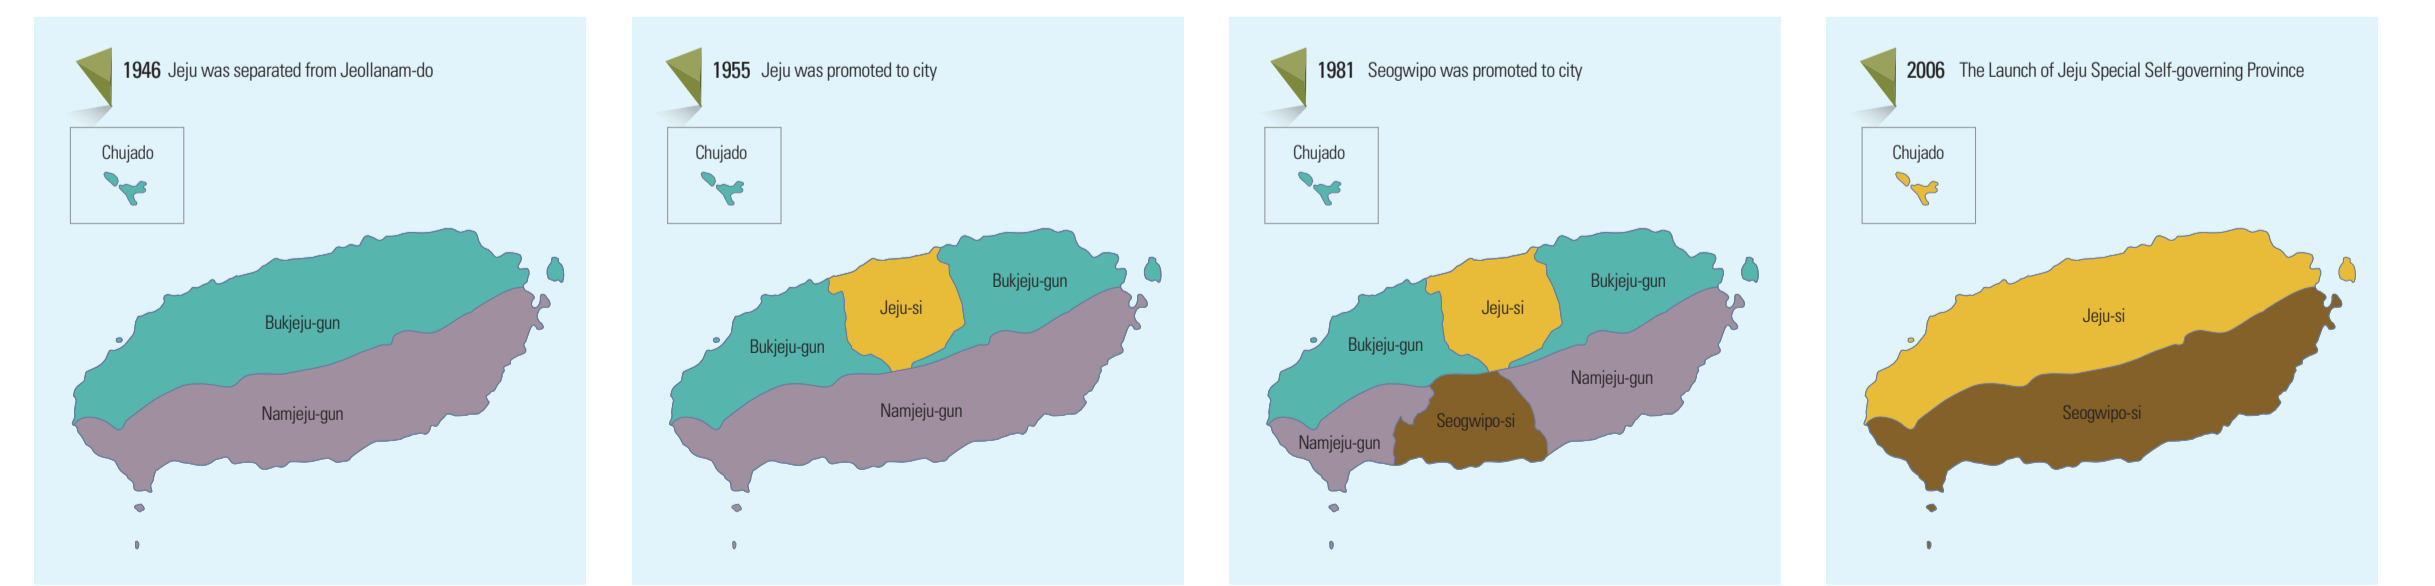 1946 Jeju was separated from Jeollanam-do
Chujado
Bukjeju-gun
Namjeju-gun
1955 Jeju was promoted to city
Chujado
Bukjeju-gun
Jeju-si
Bukjeju-gun
Namjeju-gun
1981 Seogwipo was promoted to city
Chujado
Bukjeju-gun
Jeju-si
Bukjeju-gun
Namjeju-gun
Seogwipo-si
Namjeju-gun
2006 The Launch of Jeju Special Self-governing Province
Chujado
Jeju-si
Seogwipo-si